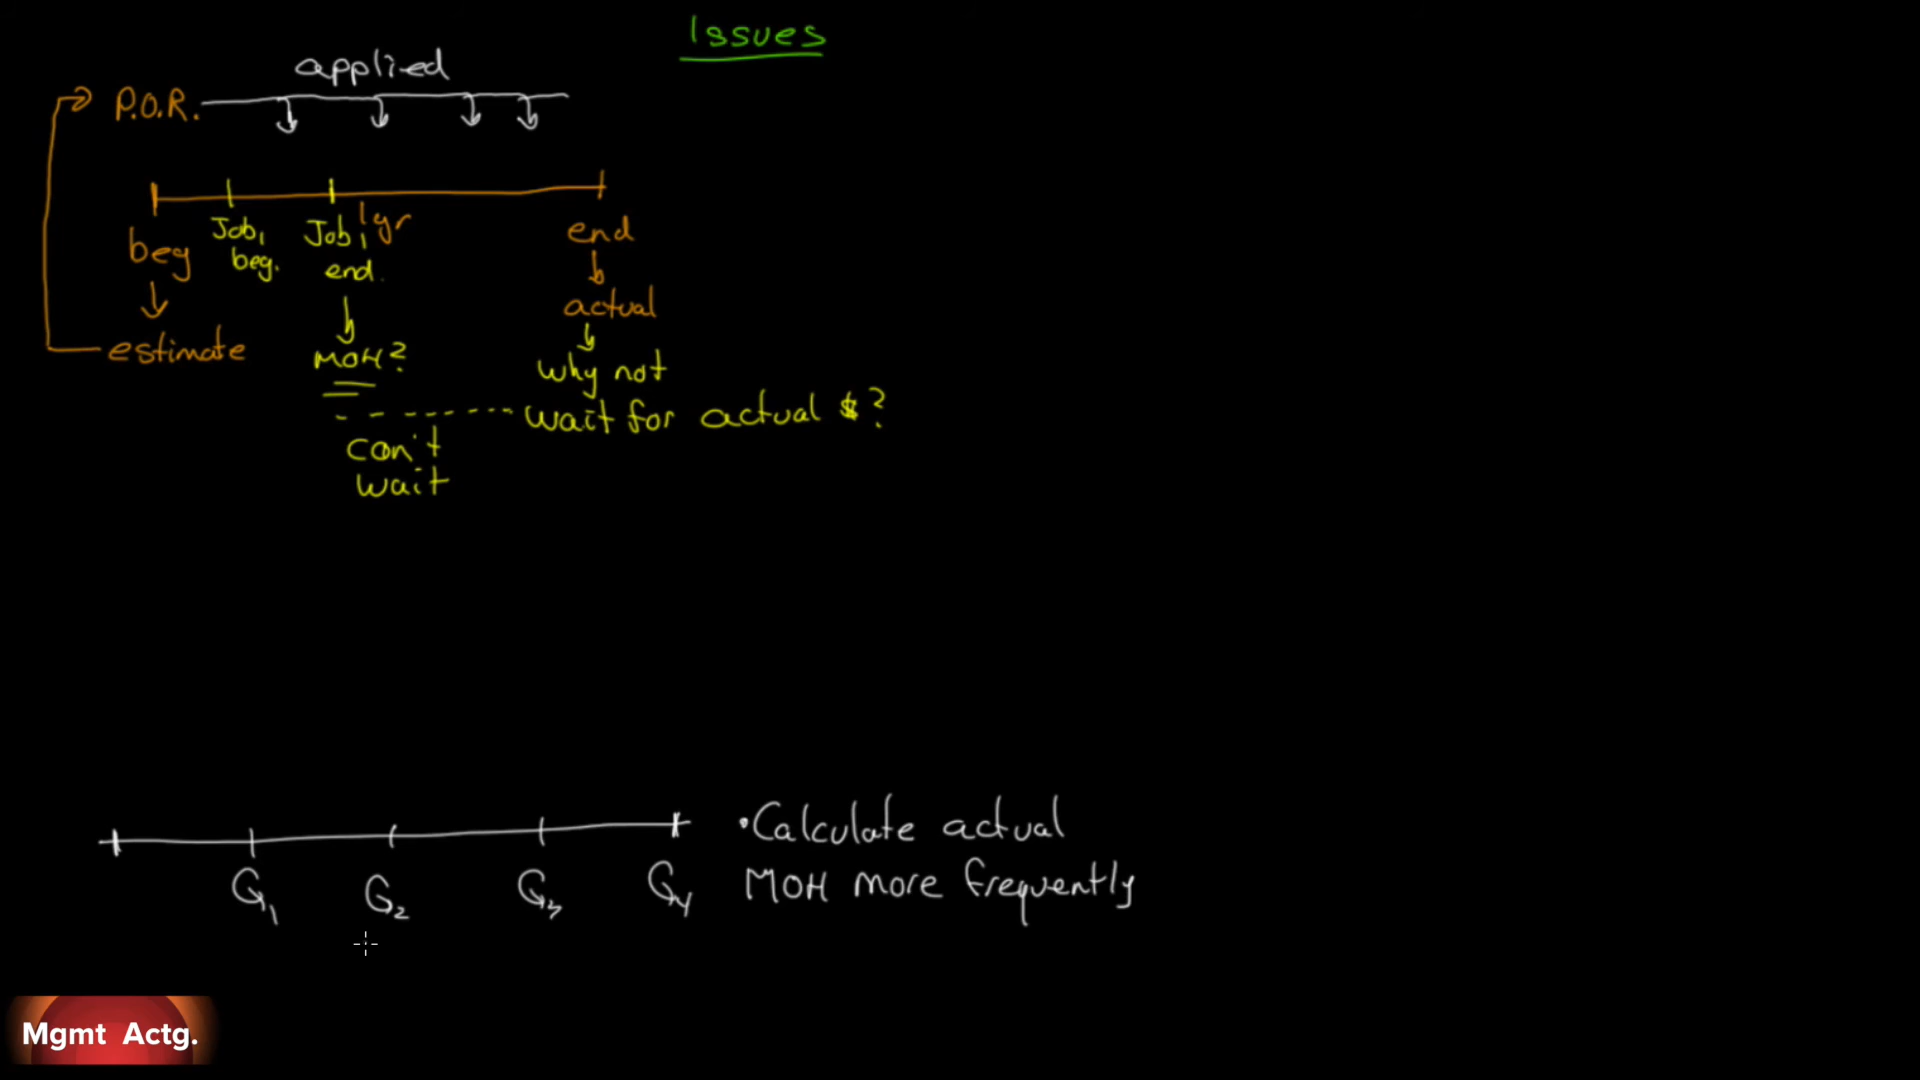 Issues
applied
P.O.R.
1yr
beg
Job1
beg.
Job1
end.
end
estimate
MOH?
actual
why not
wait for actual $?
can't
wait
•Calculate actual
MOH more frequently
Q1 Q2 Q3 Q4
Mgmt Actg.